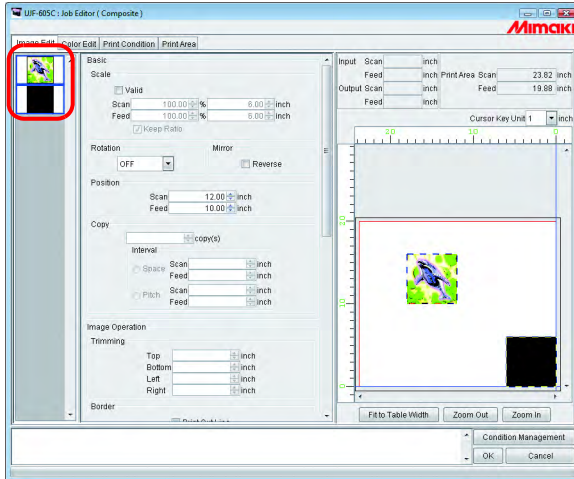 UJF-605C : Job Editor ( Composite )
Mimaki
Image Edit Color Edit Print Condition Print Area
Basic
Scale
Valid
Scan 100.00 % 6.00 inch
Feed 100.00 % 6.00 inch
Keep Ratio
Rotation Mirror
OFF Reverse
Position
Scan 12.00 inch
Feed 10.00 inch
Copy
copy(s)
Interval
Space Scan inch
Feed inch
Pitch Scan inch
Feed inch
Image Operation
Trimming
Top inch
Bottom inch
Left inch
Right inch
Border
Print Out Line
Input Scan inch
Feed inch Print Area Scan 23.82 inch
Output Scan inch Feed 19.88 inch
Feed inch
Cursor Key Unit 1 inch
20 10 0
20
10
0
Fit to Table Width Zoom Out Zoom In
Condition Management
OK Cancel